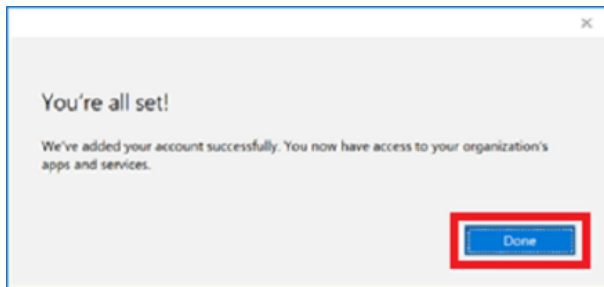 You're all set!
We've added your account successfully. You now have access to your organization's
apps and services.
Done